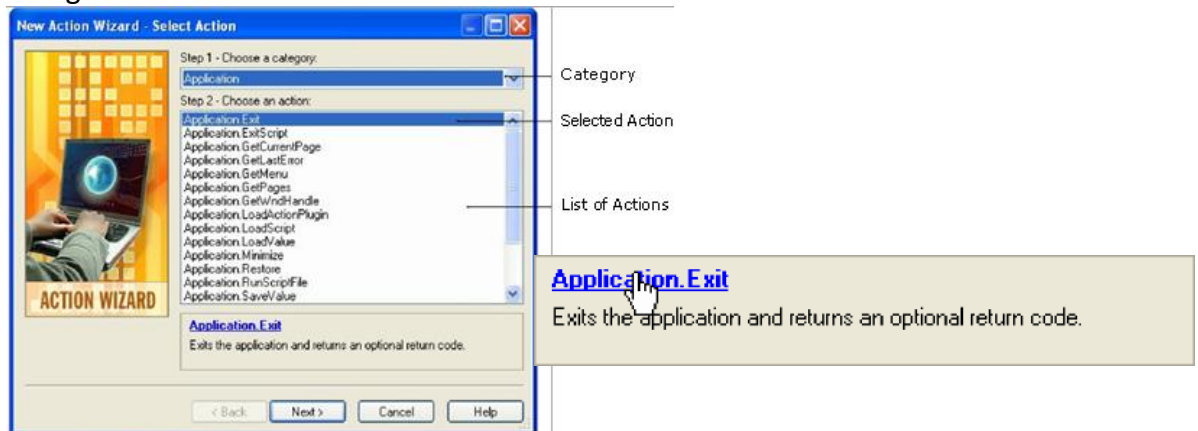 New Action Wizard - Select Action
Step 1 - Choose a category:
Application
Step 2 - Choose an action:
Application.Exit
Application.ExitScript
Application.GetCurrentPage
Application.GetLastError
Application.GetMenu
Application.GetPages
Application.GetWndHandle
Application.LoadActionPlugin
Application.LoadScript
Application.LoadValue
Application.Minimize
Application.Restore
Application.RunScriptFile
Application.SaveValue
ACTION WIZARD
Application.Exit
Exits the application and returns an optional return code.
< Back
Next >
Cancel
Help
Category
Selected Action
List of Actions
Application.Exit
Exits the application and returns an optional return code.